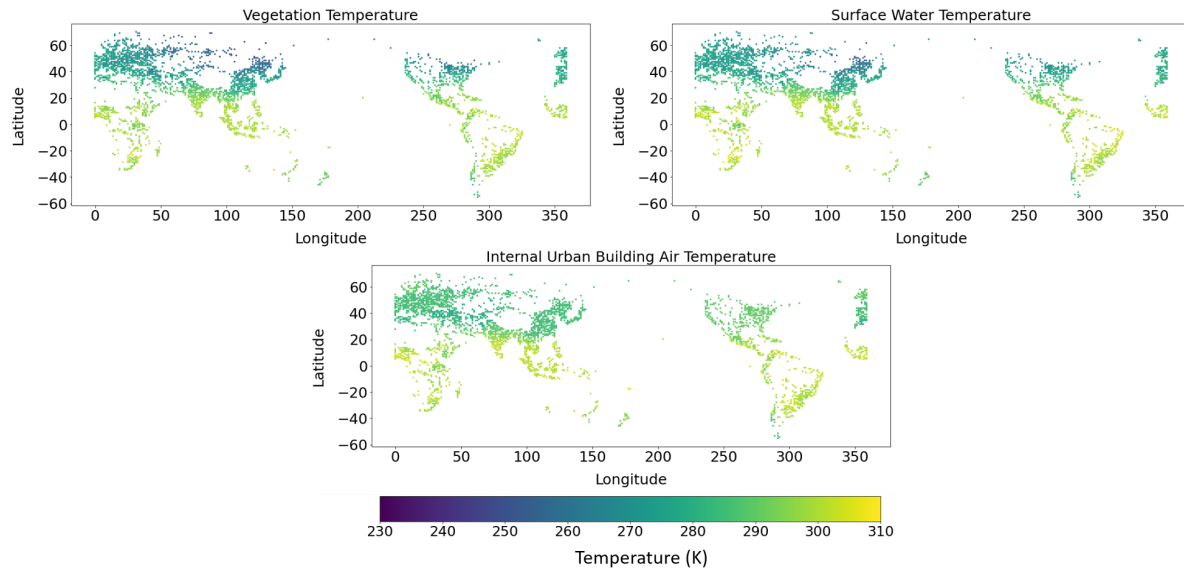 Vegetation Temperature
Latitude
60
40
20
0
−20
−40
−60
0 50 100 150 200 250 300 350
Longitude
Surface Water Temperature
Latitude
60
40
20
0
−20
−40
−60
0 50 100 150 200 250 300 350
Longitude
Internal Urban Building Air Temperature
Latitude
60
40
20
0
−20
−40
−60
0 50 100 150 200 250 300 350
Longitude
230 240 250 260 270 280 290 300 310
Temperature (K)